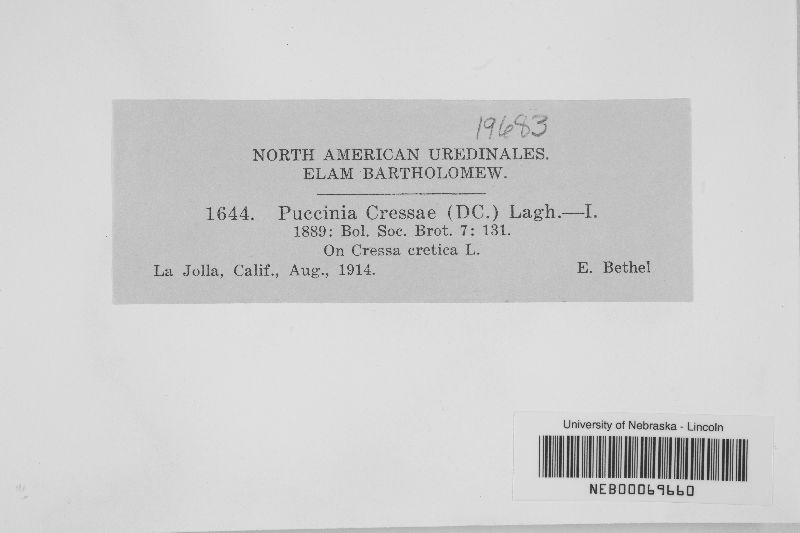 19683
NORTH AMERICAN UREDINALES.
ELAM BARTHOLOMEW.
1644. Puccinia Cressae (DC.) Lagh.—I.
1889: Bol. Soc. Brot. 7: 131.
On Cressa cretica L.
La Jolla, Calif., Aug., 1914. E. Bethel
University of Nebraska - Lincoln
NEB00069660